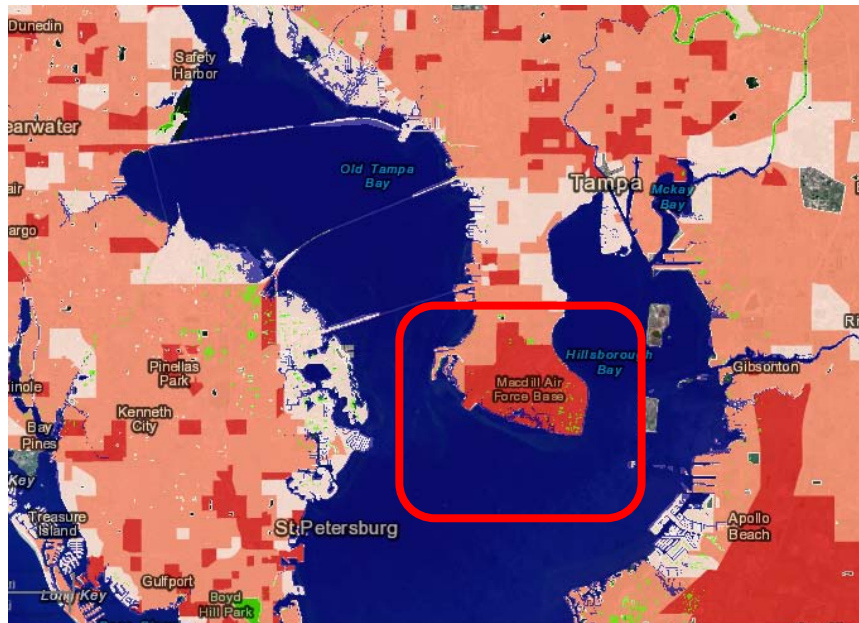 Dunedin
Safety
Harbor
earwater
Old Tampa
Bay
Tampa
Mckay
Bay
air
argo
Ri
Pinellas
Park
Macdill Air
Force Base
Hillsborough
Bay
Gibsonton
inole
Kenneth
City
Bay
Pines
Key
Treasure
Island
St Petersburg
Apollo
Beach
Gulfport
Long Key
Boyd
Hill Park